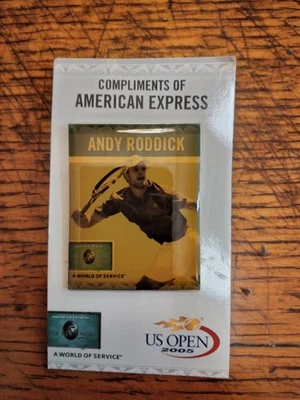 COMPLIMENTS OF
AMERICAN EXPRESS
ANDY RODDICK
A WORLD OF SERVICE
A WORLD OF SERVICE
US OPEN
2005